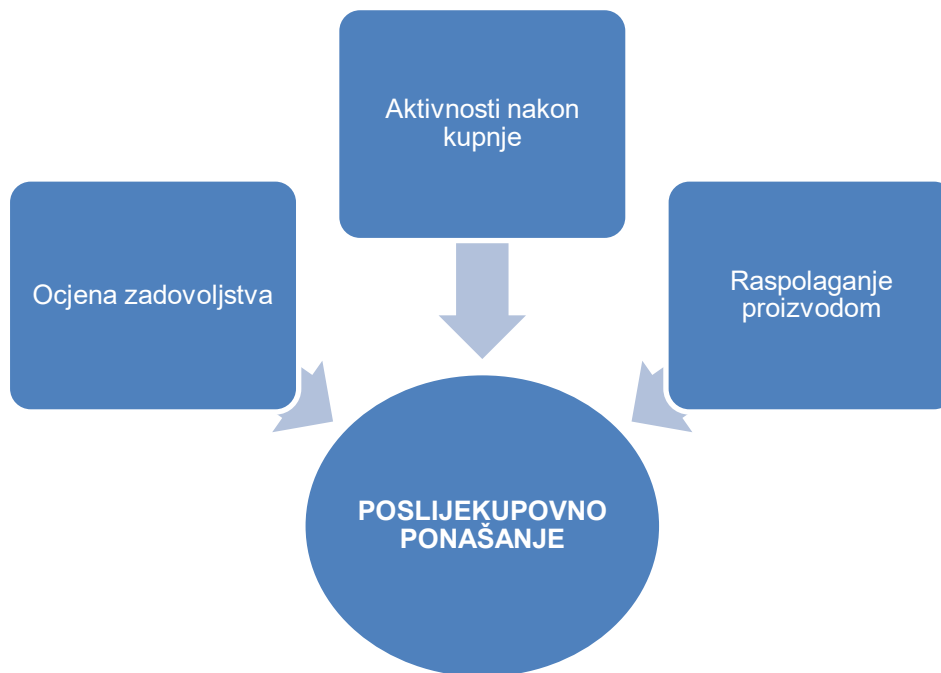 Aktivnosti nakon
kupnje
Ocjena zadovoljstva
Raspolaganje
proizvodom
POSLIJEKUPOVNO
PONAŠANJE